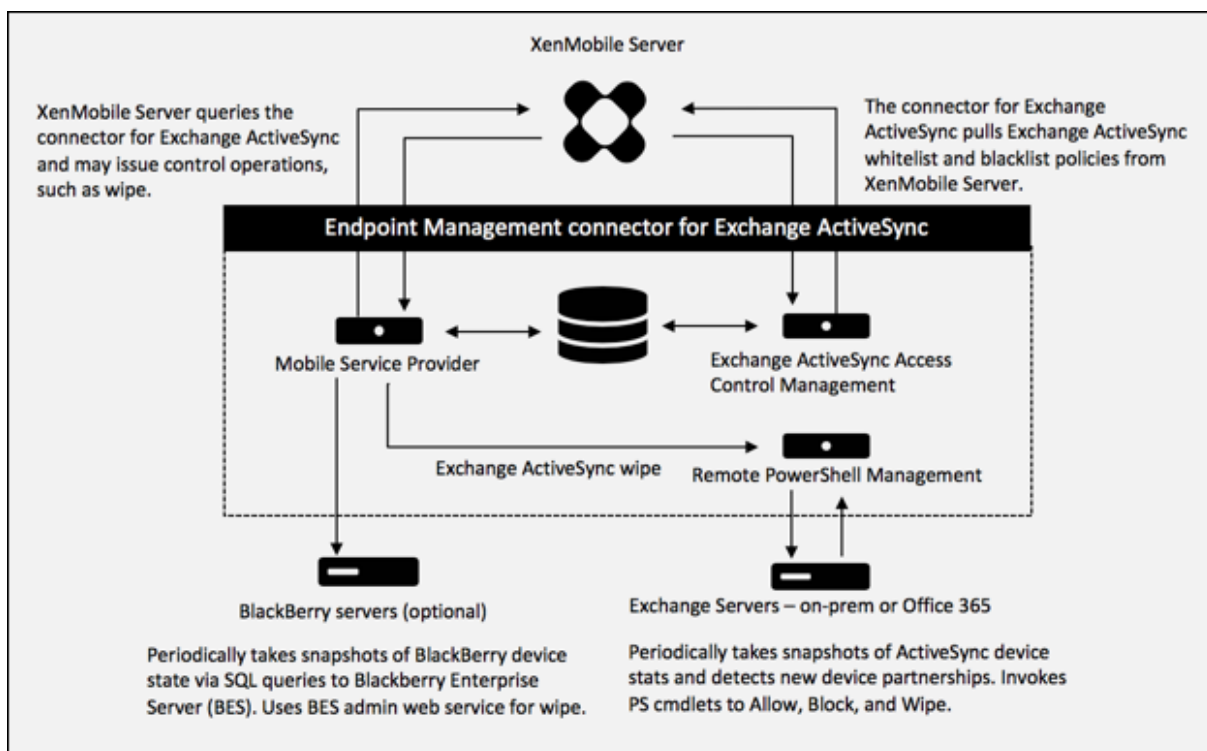 XenMobile Server
XenMobile Server queries the
connector for Exchange ActiveSync
and may issue control operations,
such as wipe.
The connector for Exchange
ActiveSync pulls Exchange ActiveSync
whitelist and blacklist policies from
XenMobile Server.
Endpoint Management connector for Exchange ActiveSync
Mobile Service Provider
Exchange ActiveSync Access
Control Management
Exchange ActiveSync wipe
Remote PowerShell Management
BlackBerry servers (optional)
Periodically takes snapshots of BlackBerry device
state via SQL queries to Blackberry Enterprise
Server (BES). Uses BES admin web service for wipe.
Exchange Servers – on-prem or Office 365
Periodically takes snapshots of ActiveSync device
stats and detects new device partnerships. Invokes
PS cmdlets to Allow, Block, and Wipe.